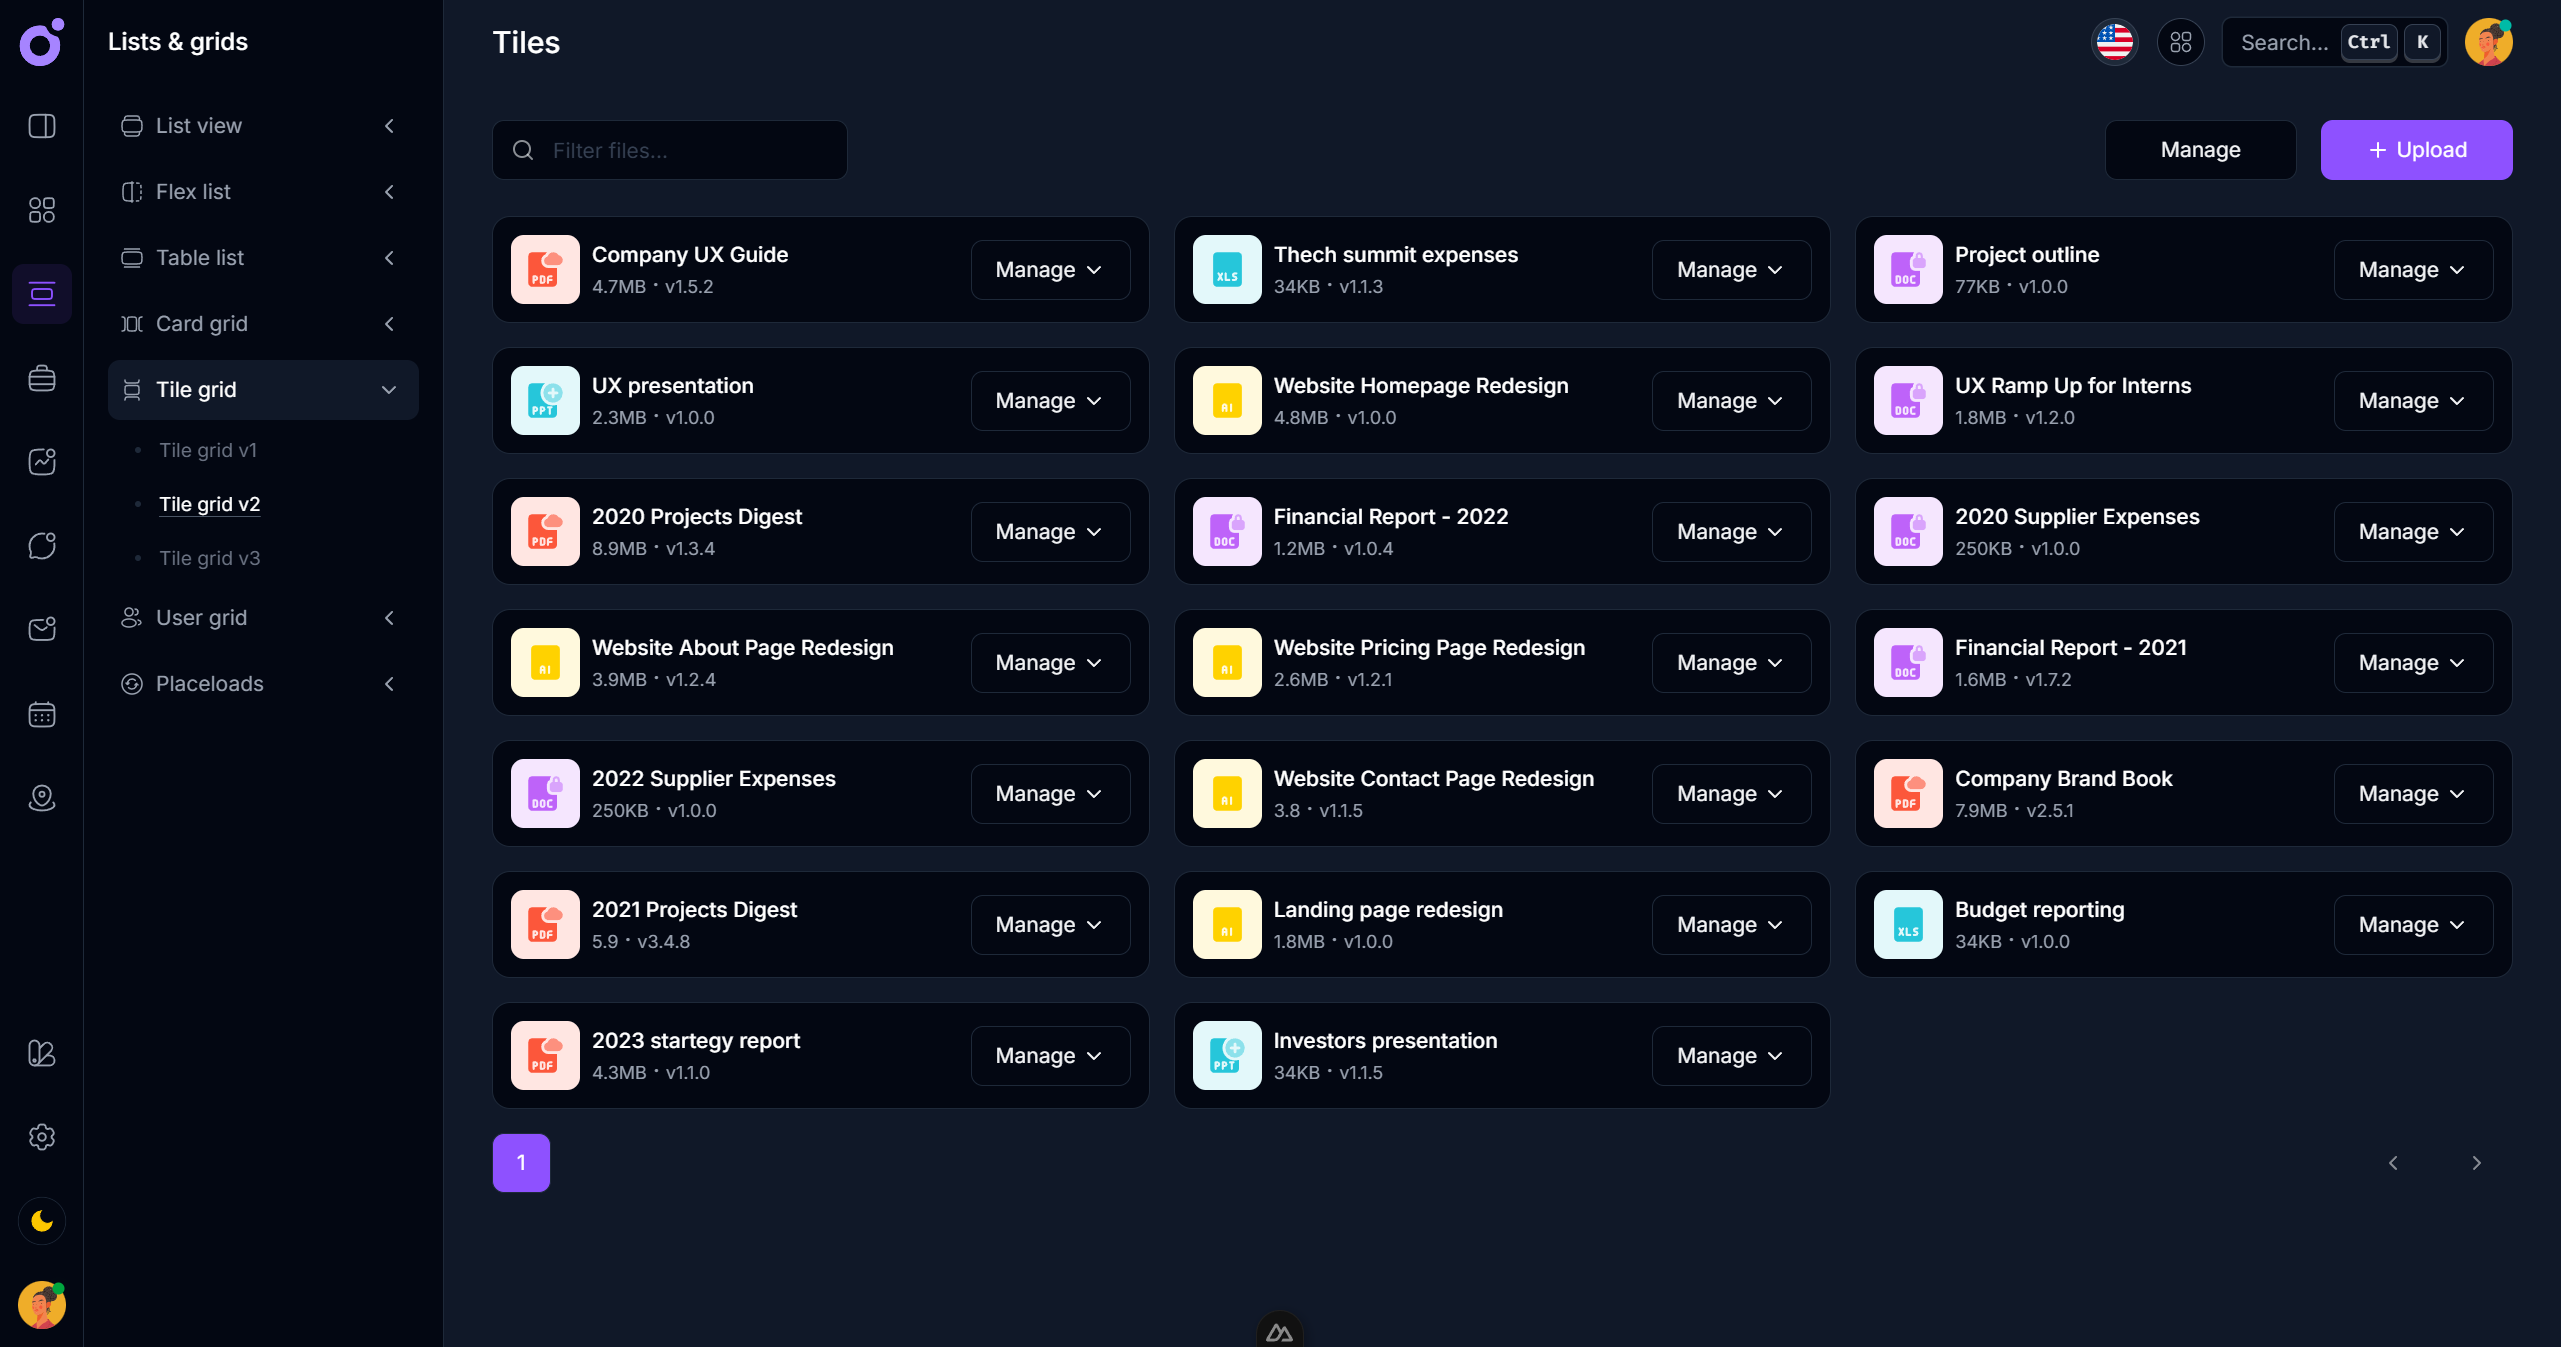 Lists & grids
List view
Flex list
Table list
Card grid
Tile grid
Tile grid v1
Tile grid v2
Tile grid v3
User grid
Placeloads
Tiles
Search...
Ctrl
K
Filter files...
Manage
Upload
PDF
Company UX Guide
4.7MB · v1.5.2
Manage
XLS
Thech summit expenses
34KB · v1.1.3
Manage
DOC
Project outline
77KB · v1.0.0
Manage
PPT
UX presentation
2.3MB · v1.0.0
Manage
AI
Website Homepage Redesign
4.8MB · v1.0.0
Manage
DOC
UX Ramp Up for Interns
1.8MB · v1.2.0
Manage
PDF
2020 Projects Digest
8.9MB · v1.3.4
Manage
DOC
Financial Report - 2022
1.2MB · v1.0.4
Manage
DOC
2020 Supplier Expenses
250KB · v1.0.0
Manage
AI
Website About Page Redesign
3.9MB · v1.2.4
Manage
AI
Website Pricing Page Redesign
2.6MB · v1.2.1
Manage
DOC
Financial Report - 2021
1.6MB · v1.7.2
Manage
DOC
2022 Supplier Expenses
250KB · v1.0.0
Manage
AI
Website Contact Page Redesign
3.8 · v1.1.5
Manage
PDF
Company Brand Book
7.9MB · v2.5.1
Manage
PDF
2021 Projects Digest
5.9 · v3.4.8
Manage
AI
Landing page redesign
1.8MB · v1.0.0
Manage
XLS
Budget reporting
34KB · v1.0.0
Manage
PDF
2023 startegy report
4.3MB · v1.1.0
Manage
PPT
Investors presentation
34KB · v1.1.5
Manage
1